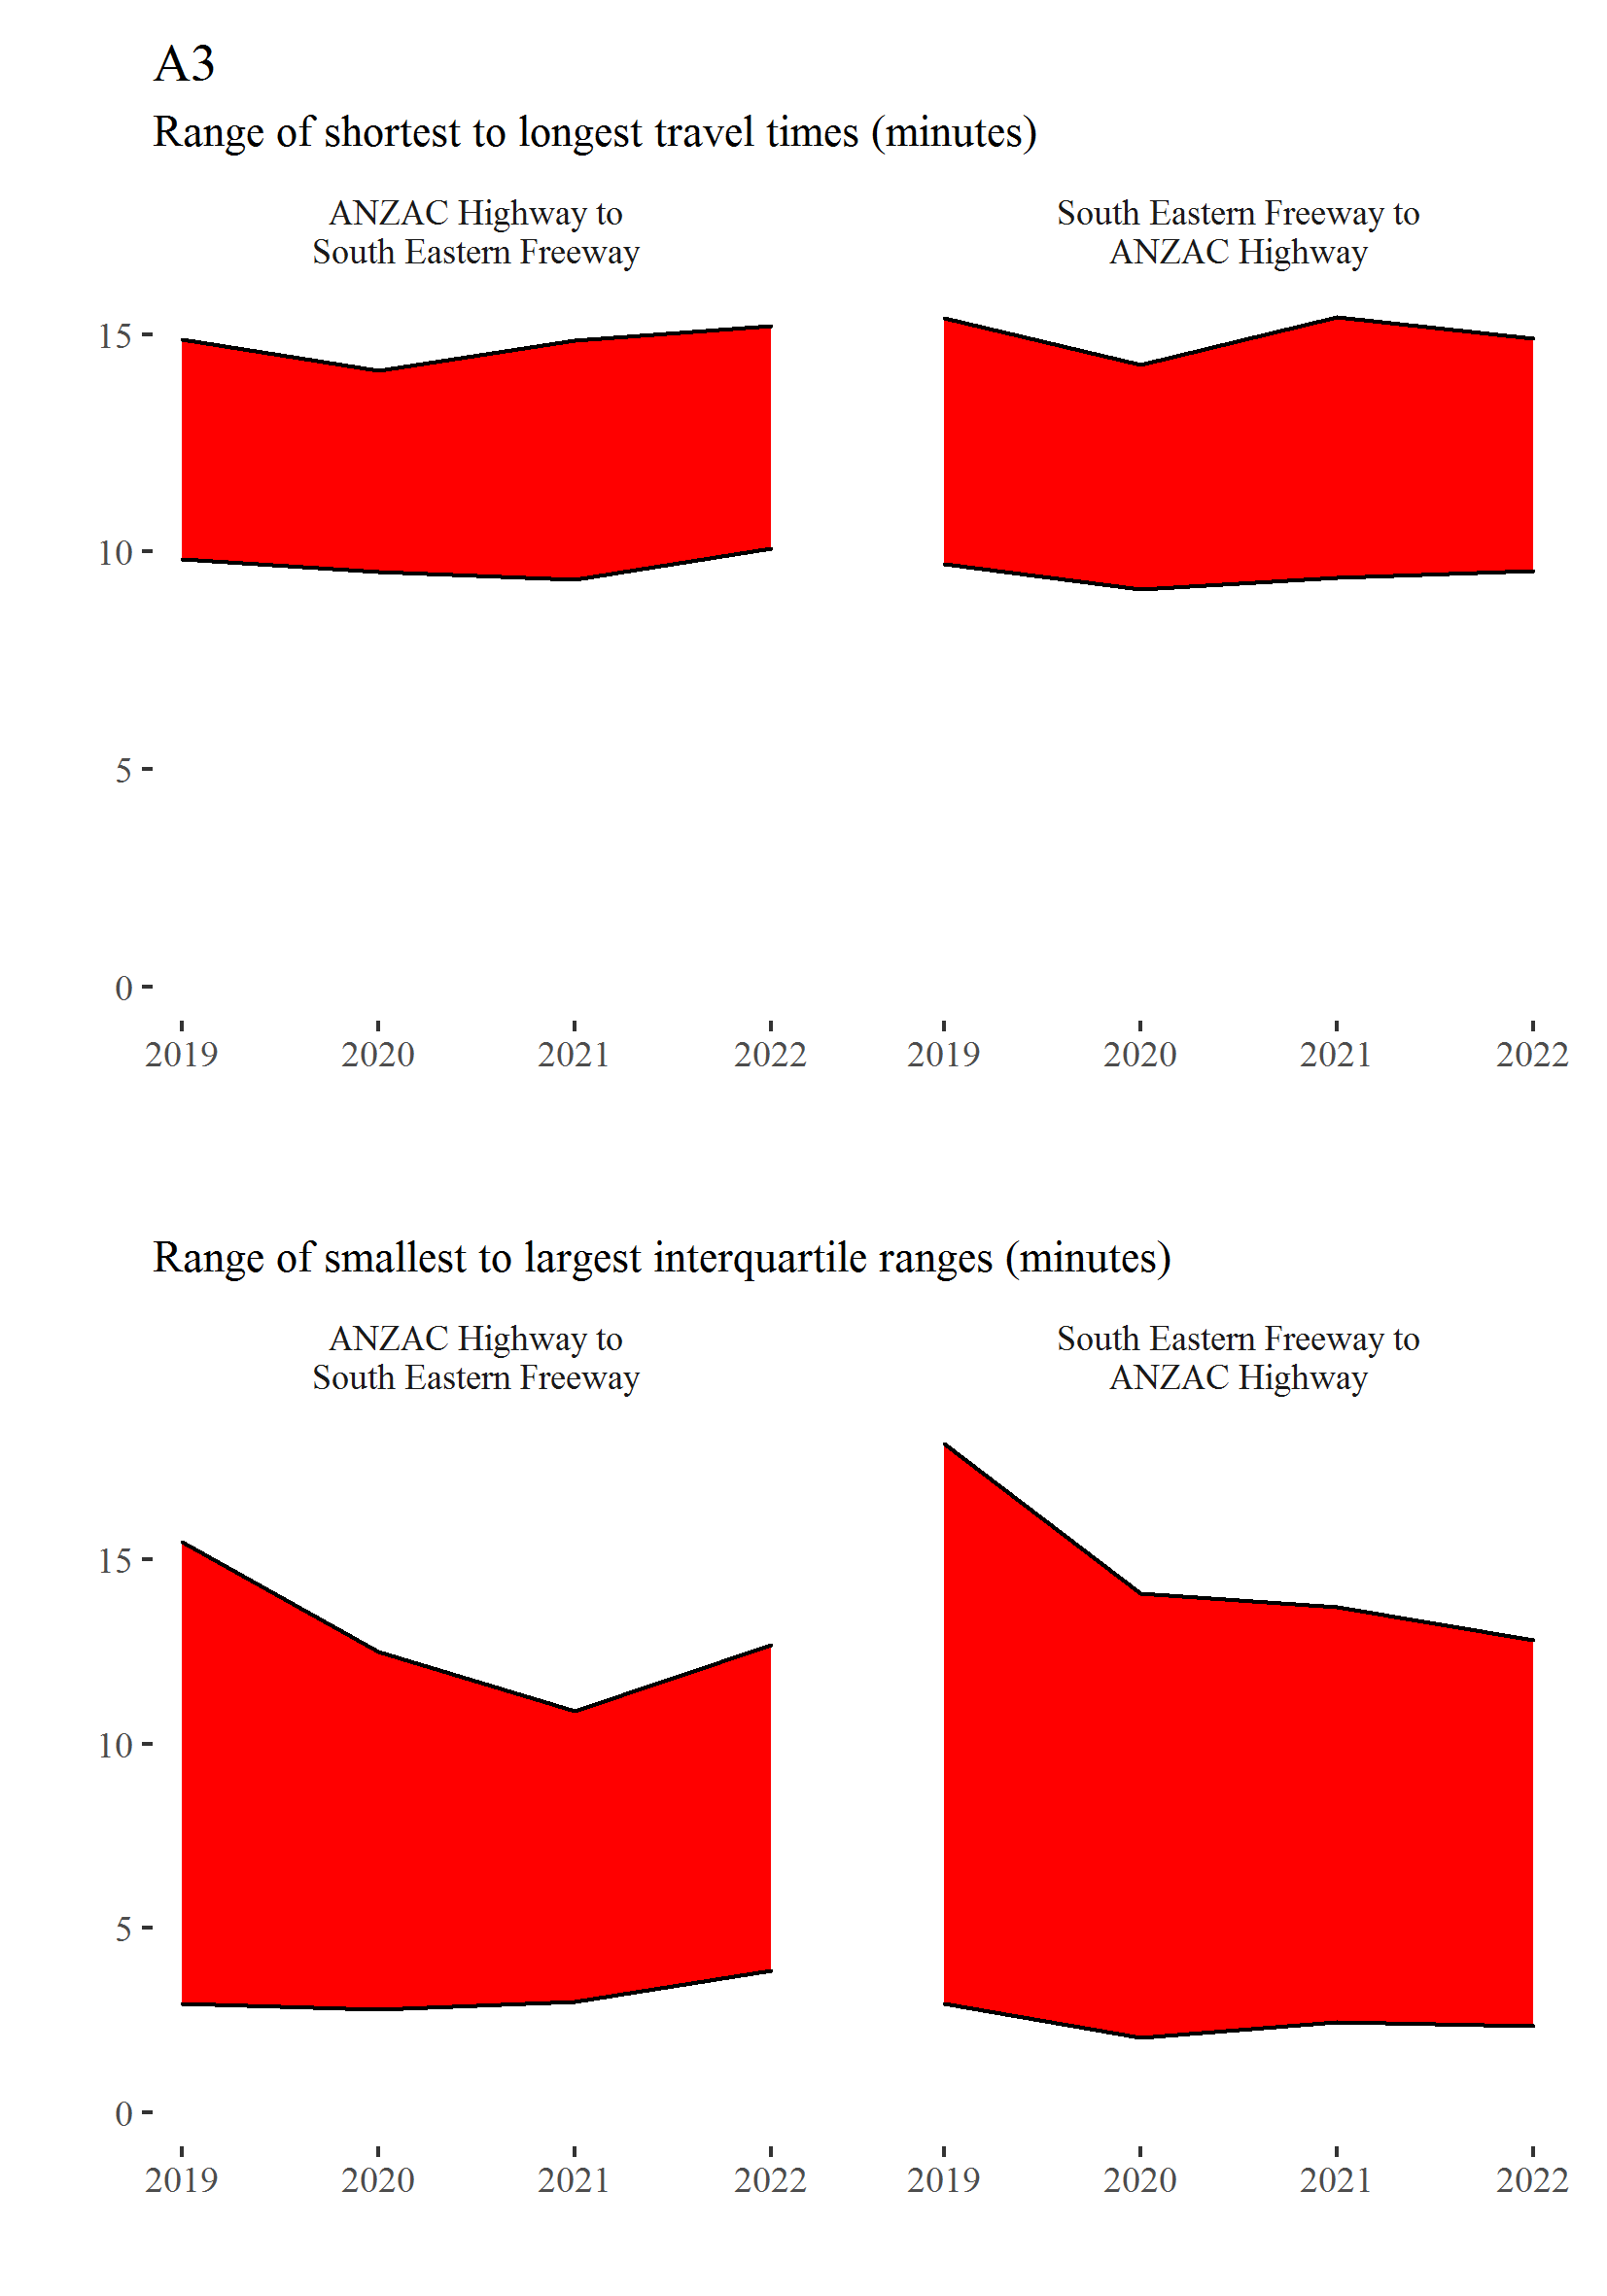 A3
Range of shortest to longest travel times (minutes)
ANZAC Highway to
South Eastern Freeway
South Eastern Freeway to
ANZAC Highway
15
10
5
0
2019 2020 2021 2022 2019 2020 2021 2022
Range of smallest to largest interquartile ranges (minutes)
ANZAC Highway to
South Eastern Freeway
South Eastern Freeway to
ANZAC Highway
15
10
5
0
2019 2020 2021 2022 2019 2020 2021 2022